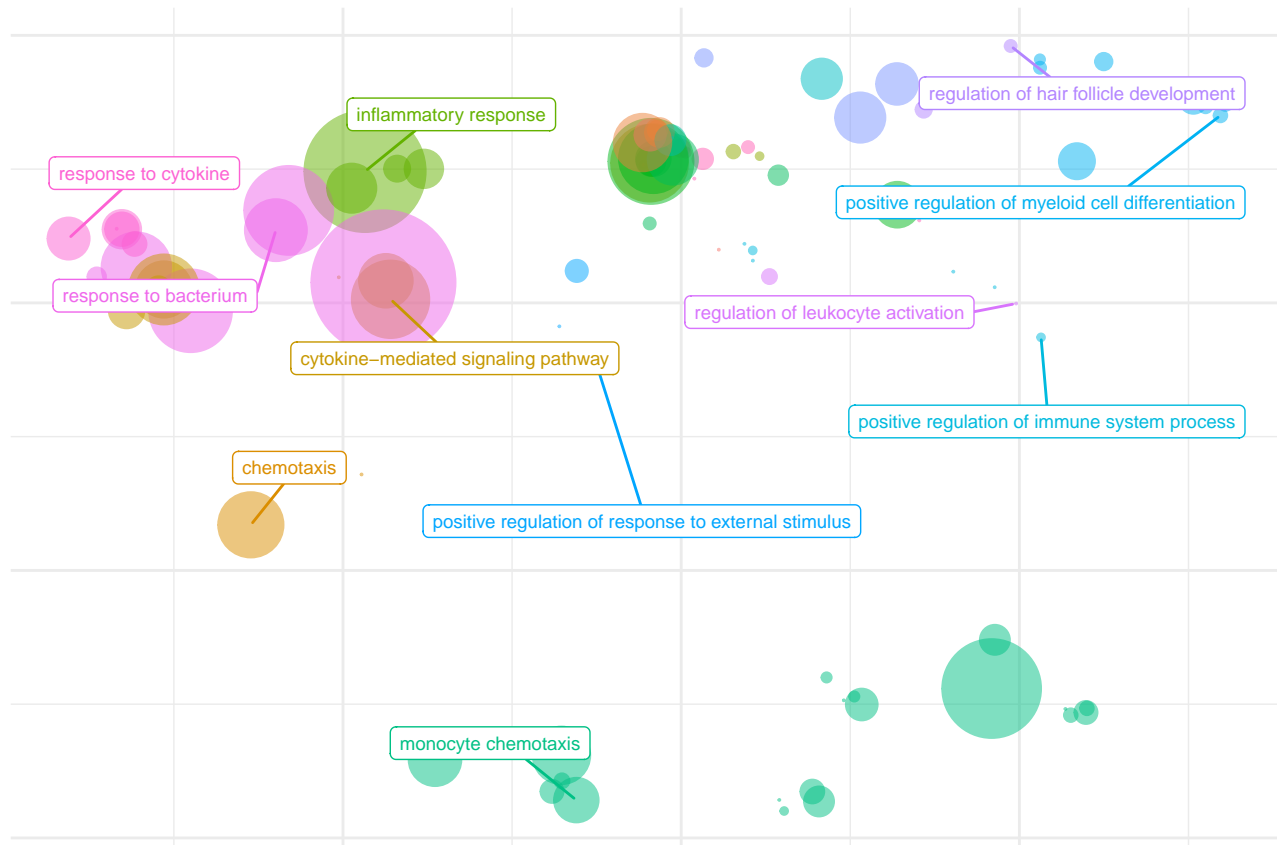 regulation of hair follicle development
inflammatory response
response to cytokine
positive regulation of myeloid cell differentiation
response to bacterium
regulation of leukocyte activation
cytokine−mediated signaling pathway
positive regulation of immune system process
chemotaxis
positive regulation of response to external stimulus
monocyte chemotaxis